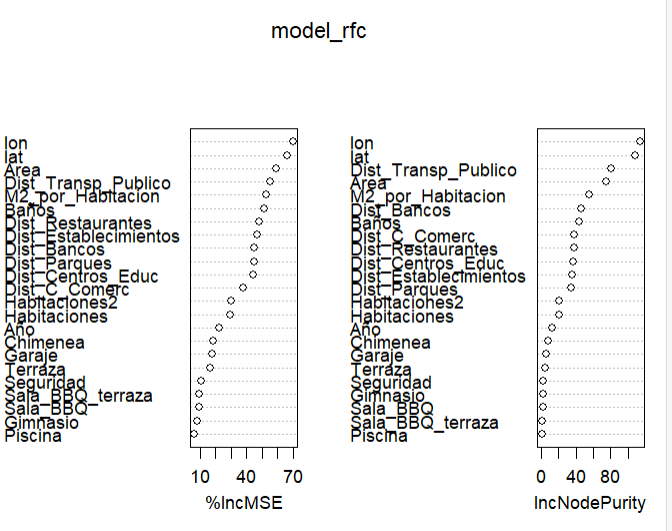 model_rfc
lon
lat
Area
Dist_Transp_Publico
M2_por_Habitacion
Baños
Dist_Restaurantes
Dist_Establecimientos
Dist_Bancos
Dist_Parques
Dist_Centros_Educ
Dist_C_Comerc
Habitaciones2
Habitaciones
Año
Chimenea
Garaje
Terraza
Seguridad
Sala_BBQ_terraza
Sala_BBQ
Gimnasio
Piscina
10 40 70
%IncMSE
lon
lat
Dist_Transp_Publico
Area
M2_por_Habitacion
Dist_Bancos
Baños
Dist_C_Comerc
Dist_Restaurantes
Dist_Centros_Educ
Dist_Establecimientos
Dist_Parques
Habitaciones2
Habitaciones
Año
Chimenea
Garaje
Terraza
Seguridad
Gimnasio
Sala_BBQ
Sala_BBQ_terraza
Piscina
0 40 80
IncNodePurity